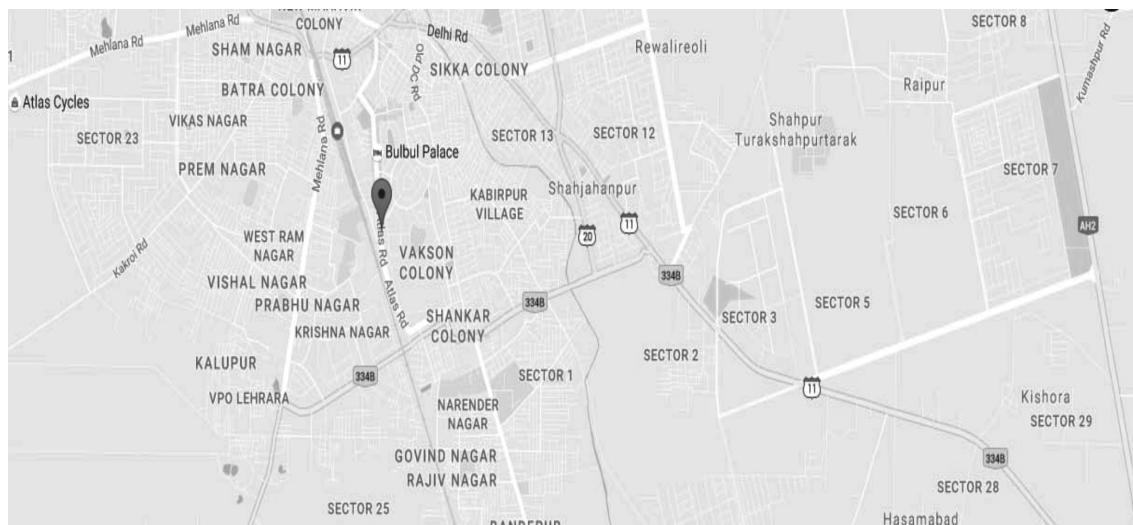 COLONY
SECTOR 8
Mehlana Rd
Mehlana Rd
Delhi Rd
Kumashpur Rd
SHAM NAGAR
11
Old DC Rd
Rewalireoli
1
SIKKA COLONY
BATRA COLONY
Raipur
Atlas Cycles
VIKAS NAGAR
Shahpur
Turakshahpurtarak
SECTOR 23
SECTOR 13
SECTOR 12
Mehlana Rd
Bulbul Palace
PREM NAGAR
SECTOR 7
KABIRPUR
VILLAGE
Shahjahanpur
SECTOR 6
Atlas Rd
20
11
AH2
WEST RAM
NAGAR
Kakroi Rd
VAKSON
COLONY
334B
VISHAL NAGAR
Atlas Rd
334B
PRABHU NAGAR
SECTOR 5
SHANKAR
COLONY
SECTOR 3
KRISHNA NAGAR
SECTOR 2
KALUPUR
334B
SECTOR 1
11
VPO LEHRARA
Kishora
NARENDER
NAGAR
SECTOR 29
GOVIND NAGAR
334B
RAJIV NAGAR
SECTOR 28
SECTOR 25
Hasamabad